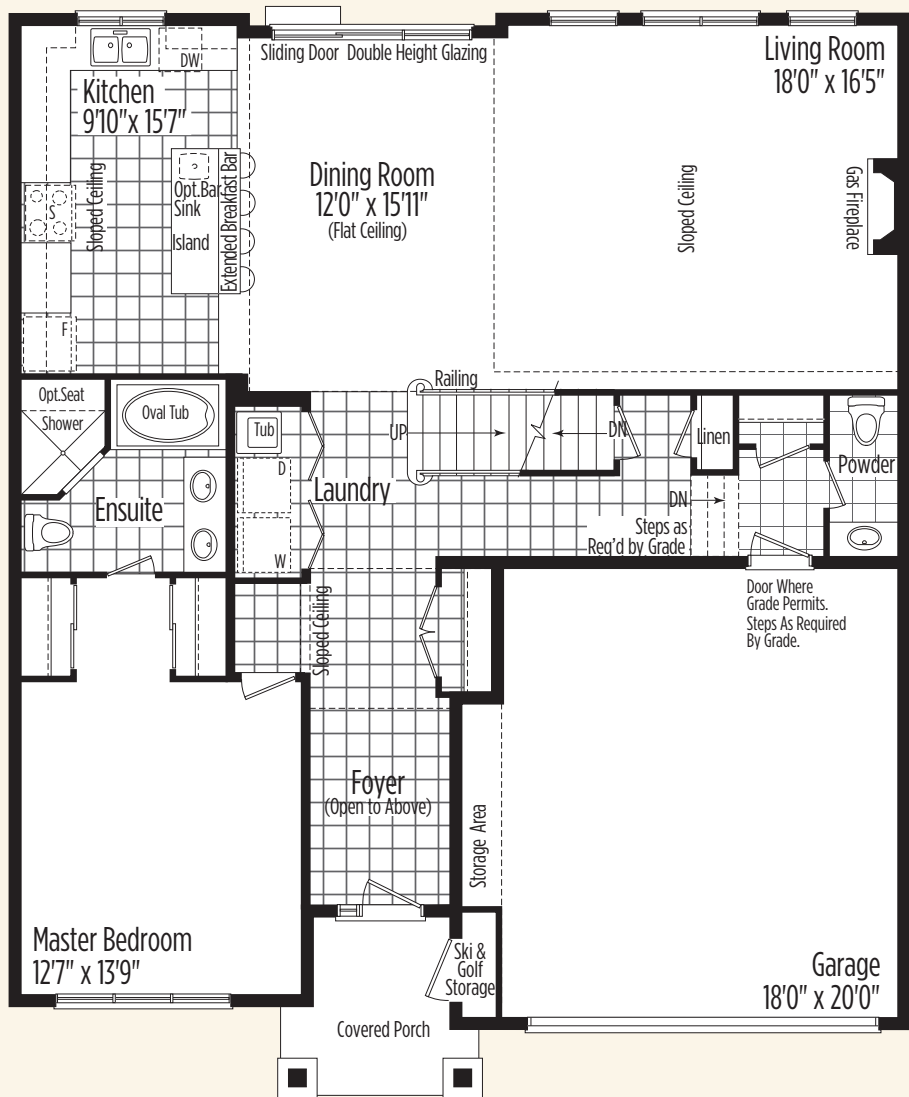 Sliding Door Double Height Glazing
Living Room
18'0" x 16'5"
DW
Kitchen
9'10" x 15'7"
Sloped Ceiling
S
F
Opt.Bar
Sink
Island
Extended Breakfast Bar
Dining Room
12'0" x 15'11"
(Flat Ceiling)
Sloped Ceiling
Gas Fireplace
Opt.Seat
Shower
Oval Tub
Ensuite
Tub
D
W
Laundry
Railing
UP
DN
Linen
Powder
DN
Steps as
Req'd by Grade
Door Where
Grade Permits.
Steps As Required
By Grade.
Sloped Ceiling
Foyer
(Open to Above)
Storage Area
Master Bedroom
12'7" x 13'9"
Ski &
Golf
Storage
Garage
18'0" x 20'0"
Covered Porch